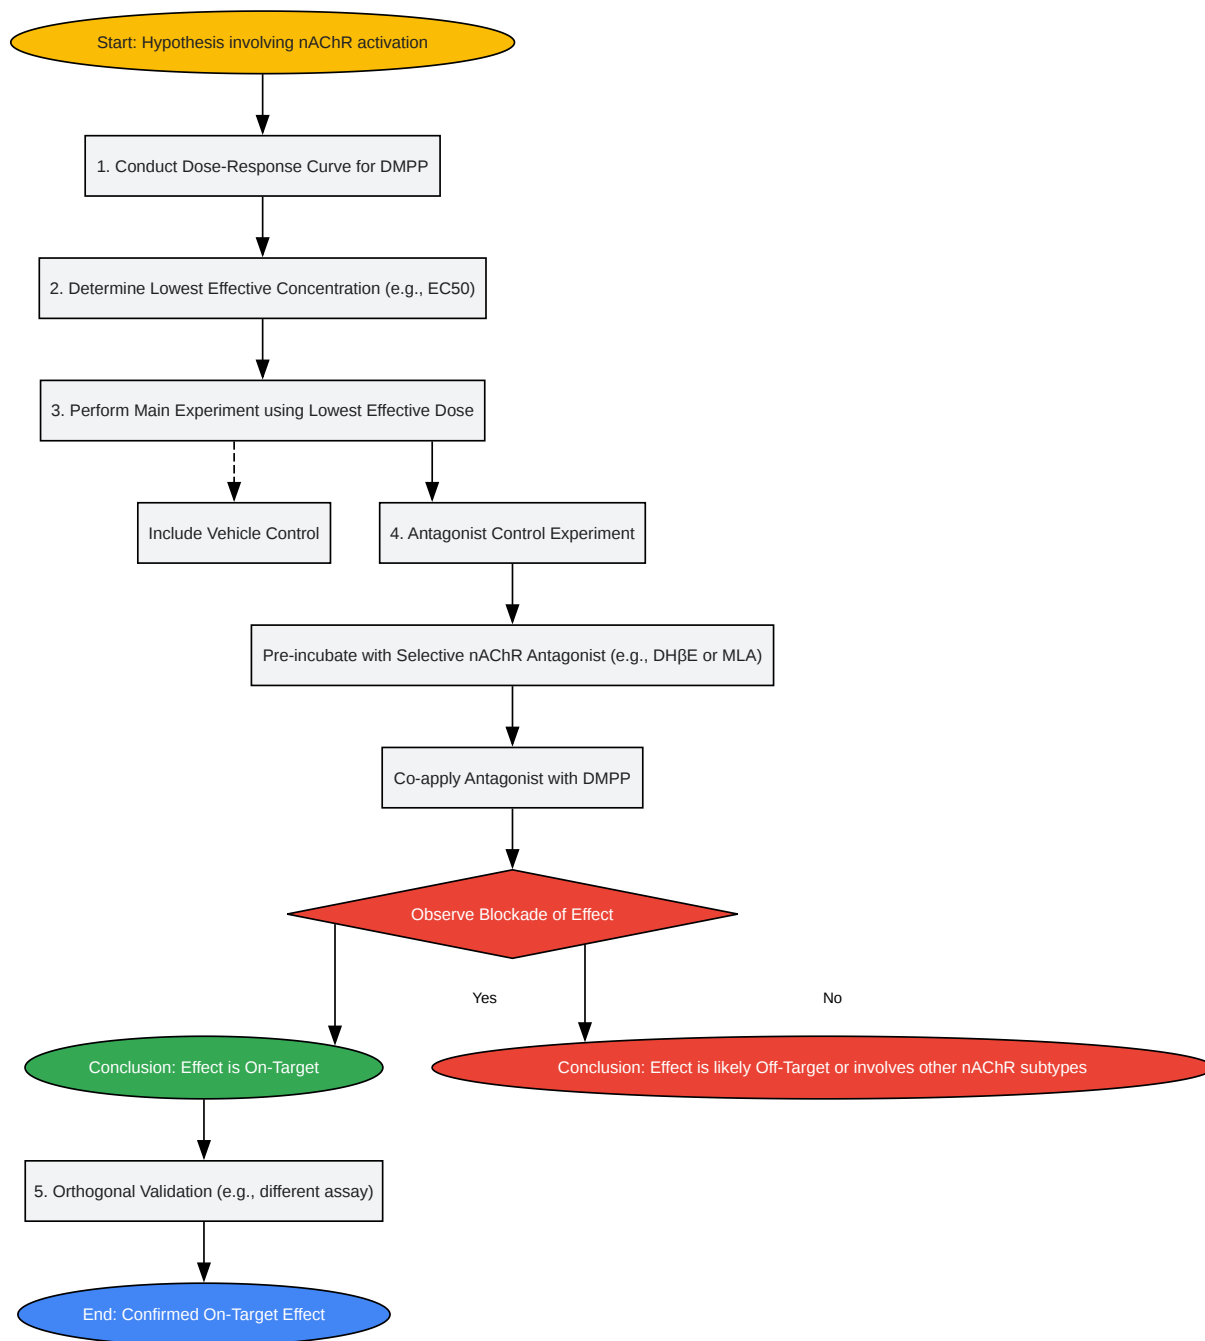 Start: Hypothesis involving nAChR activation
1. Conduct Dose-Response Curve for DMPP
2. Determine Lowest Effective Concentration (e.g., EC50)
3. Perform Main Experiment using Lowest Effective Dose
Include Vehicle Control
4. Antagonist Control Experiment
Pre-incubate with Selective nAChR Antagonist (e.g., DHβE or MLA)
Co-apply Antagonist with DMPP
Observe Blockade of Effect
Yes
No
Conclusion: Effect is On-Target
Conclusion: Effect is likely Off-Target or involves other nAChR subtypes
5. Orthogonal Validation (e.g., different assay)
End: Confirmed On-Target Effect